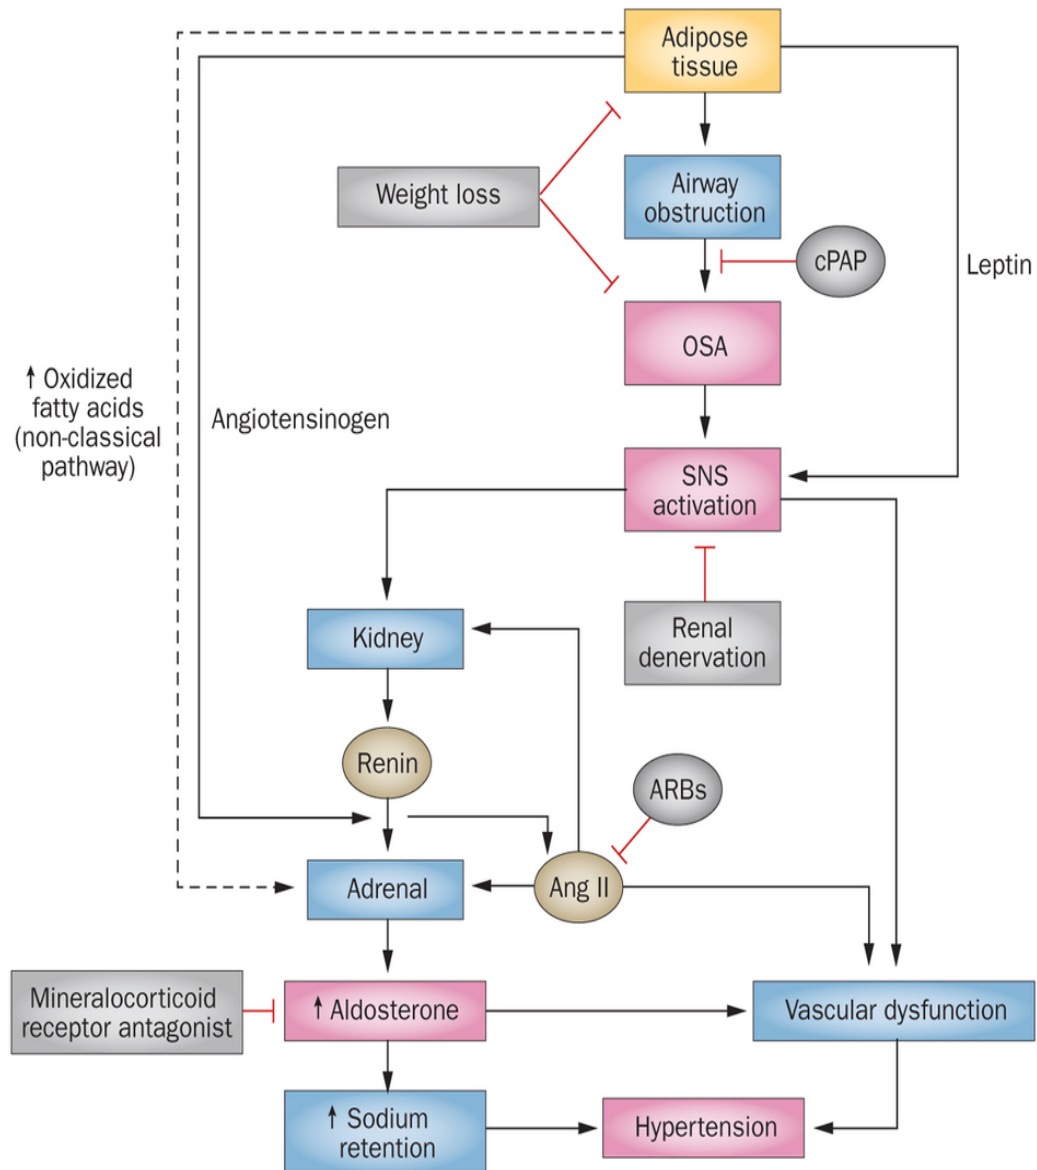 Adipose
tissue
Weight loss
Airway
obstruction
cPAP
Leptin
OSA
↑ Oxidized
fatty acids
(non-classical
pathway)
Angiotensinogen
SNS
activation
Kidney
Renal
denervation
Renin
ARBs
Adrenal
Ang II
Mineralocorticoid
receptor antagonist
↑ Aldosterone
Vascular dysfunction
↑ Sodium
retention
Hypertension